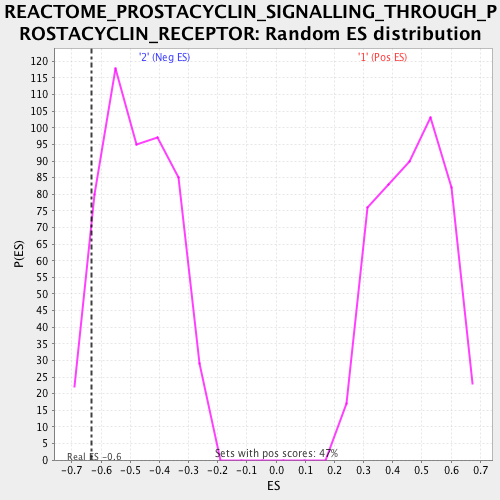 REACTOME_PROSTACYCLIN_SIGNALLING_THROUGH_P
ROSTACYCLIN_RECEPTOR: Random ES distribution
'2' (Neg ES)
'1' (Pos ES)
120
115
110
105
100
95
90
85
80
75
70
65
60
55
50
45
40
35
30
25
20
15
10
5
0
P(ES)
Real ES -0.6
Sets with pos scores: 47%
-0.7 -0.6 -0.5 -0.4 -0.3 -0.2 -0.1 0.0 0.1 0.2 0.3 0.4 0.5 0.6 0.7
ES